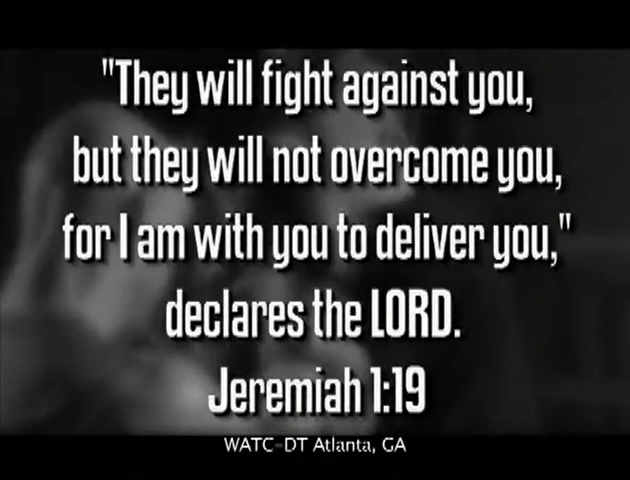 "They will fight against you,
but they will not overcome you,
for I am with you to deliver you,"
declares the LORD.
Jeremiah 1:19
WATC-DT Atlanta, GA